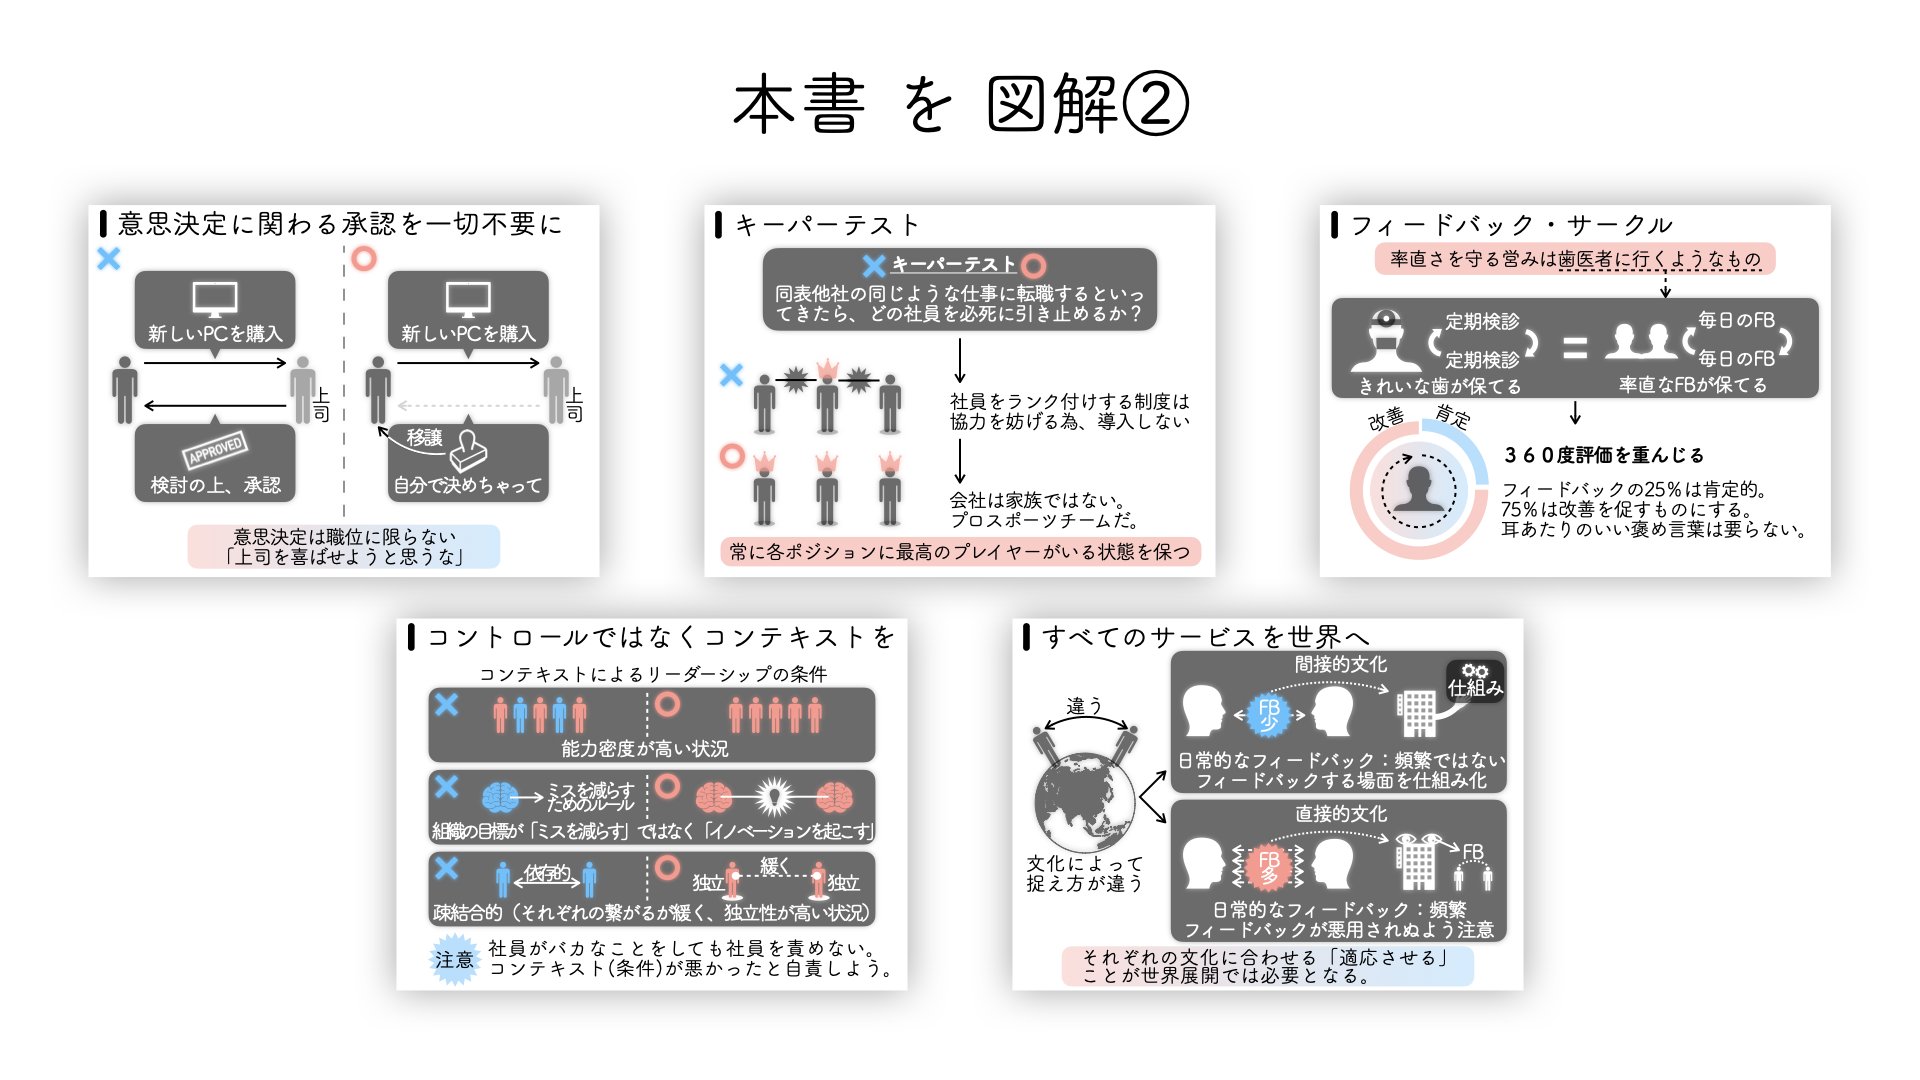 本書 を 図解②
意思決定に関わる承認を一切不要に
新しいPCを購入
上司
APPROVED
検討の上、承認
新しいPCを購入
上司
移譲
自分で決めちゃって
意思決定は職位に限らない
「上司を喜ばせようと思うな」
キーパーテスト
キーパーテスト
同表他社の同じような仕事に転職するといっ
てきたら、どの社員を必死に引き止めるか？
社員をランク付けする制度は
協力を妨げる為、導入しない
会社は家族ではない。
プロスポーツチームだ。
常に各ポジションに最高のプレイヤーがいる状態を保つ
フィードバック・サークル
率直さを守る営みは歯医者に行くようなもの
定期検診
定期検診
きれいな歯が保てる
=
毎日のFB
毎日のFB
率直なFBが保てる
改善
肯定
３６０度評価を重んじる
フィードバックの25%は肯定的。
75%は改善を促すものにする。
耳あたりのいい褒め言葉は要らない。
コントロールではなくコンテキストを
コンテキストによるリーダーシップの条件
能力密度が高い状況
ミスを減らす
ためのルール
組織の目標が「ミスを減らす」ではなく「イノベーションを起こす」
依存的
独立
緩く
独立
疎結合的（それぞれの繋がるが緩く、独立性が高い状況）
注意
社員がバカなことをしても社員を責めない。
コンテキスト(条件)が悪かったと自責しよう。
すべてのサービスを世界へ
違う
文化によって
捉え方が違う
間接的文化
FB
少
仕組み
日常的なフィードバック：頻繁ではない
フィードバックする場面を仕組み化
直接的文化
FB
多
FB
日常的なフィードバック：頻繁
フィードバックが悪用されぬよう注意
それぞれの文化に合わせる「適応させる」
ことが世界展開では必要となる。